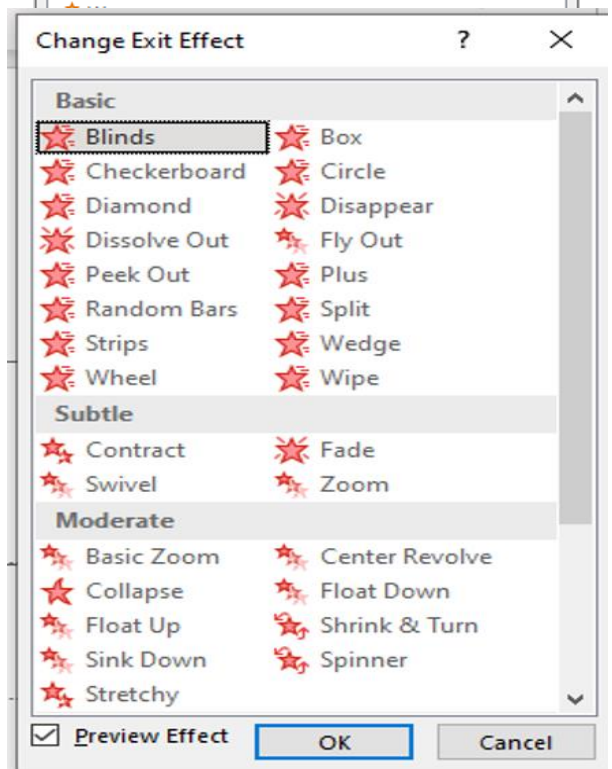 Change Exit Effect ? ×
Basic
Blinds Box
Checkerboard Circle
Diamond Disappear
Dissolve Out Fly Out
Peek Out Plus
Random Bars Split
Strips Wedge
Wheel Wipe
Subtle
Contract Fade
Swivel Zoom
Moderate
Basic Zoom Center Revolve
Collapse Float Down
Float Up Shrink & Turn
Sink Down Spinner
Stretchy
Preview Effect OK Cancel